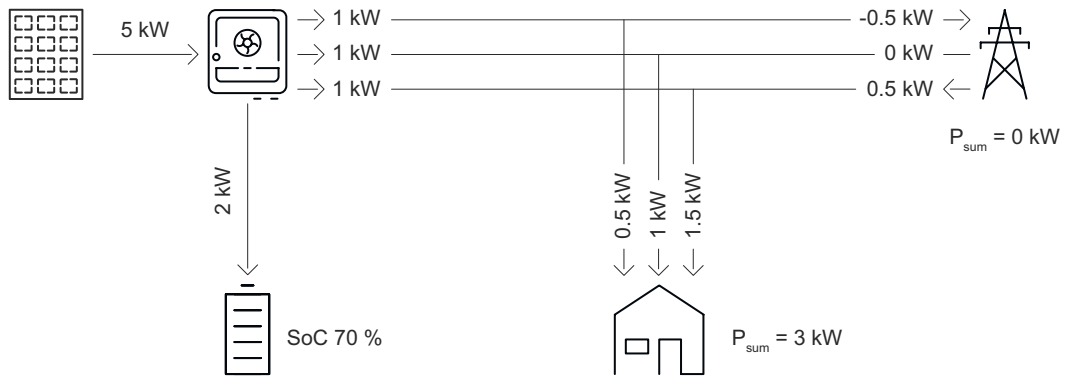 5 kW
1 kW
-0.5 kW
1 kW
0 kW
1 kW
0.5 kW
P_sum = 0 kW
2 kW
0.5 kW
1 kW
1.5 kW
SoC 70 %
P_sum = 3 kW